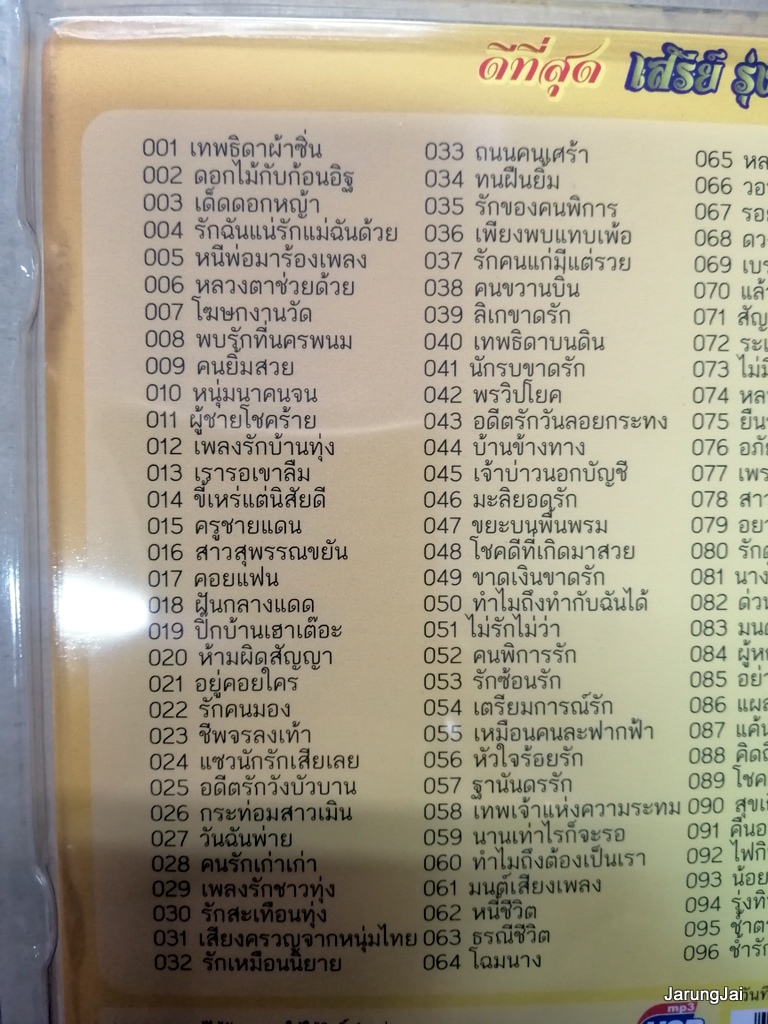 ดีที่สุด เสรีย์
001 เทพธิดาผ้าซิ่น
002 ดอกไม้กับก้อนอิฐ
003 เด็ดดอกหญ้า
004 รักฉันแน่รักแม่ฉันด้วย
005 หนีพ่อมาร้องเพลง
006 หลวงตาช่วยด้วย
007 โฆษกงานวัด
008 พบรักที่นครพนม
009 คนยิ้มสวย
010 หนุ่มนาคนจน
011 ผู้ชายโชคร้าย
012 เพลงรักบ้านทุ่ง
013 เรารอเขาลืม
014 ขี้เหร่แต่นิสัยดี
015 ครูชายแดน
016 สาวสุพรรณขยัน
017 คอยแฟน
018 ฝันกลางแดด
019 ปิ๊กบ้านเฮาเต๊อะ
020 ห้ามผิดสัญญา
021 อยู่คอยใคร
022 รักคนมอง
023 ชีพจรลงเท้า
024 แซวนักรักเสียเลย
025 อดีตรักวังบัวบาน
026 กระท่อมสาวเมิน
027 วันฉันพ่าย
028 คนรักเก่าเก่า
029 เพลงรักชาวทุ่ง
030 รักสะเทือนทุ่ง
031 เสียงครวญจากหนุ่มไทย
032 รักเหมือนนิยาย
033 ถนนคนเศร้า
034 ทนฝืนยิ้ม
035 รักของคนพิการ
036 เพียงพบแทบเพ้อ
037 รักคนแก่มีแต่รวย
038 คนขวานบิ่น
039 ลิเกขาดรัก
040 เทพธิดาบนดิน
041 นักรบขาดรัก
042 พรวิปโยค
043 อดีตรักวันลอยกระทง
044 บ้านข้างทาง
045 เจ้าบ่าวนอกบัญชี
046 มะลิยอดรัก
047 ขยะบนพื้นพรม
048 โชคดีที่เกิดมาสวย
049 ขาดเงินขาดรัก
050 ทำไมถึงทำกับฉันได้
051 ไม่รักไม่ว่า
052 คนพิการรัก
053 รักซ้อนรัก
054 เตรียมการณ์รัก
055 เหมือนคนละฟากฟ้า
056 หัวใจร้อยรัก
057 ฐานันดรรัก
058 เทพเจ้าแห่งความระทม
059 นานเท่าไรก็จะรอ
060 ทำไมถึงต้องเป็นเรา
061 มนต์เสียงเพลง
062 หนี้ชีวิต
063 ธรณีชีวิต
064 โฉมนาง
065
066
067
068
069
070
071
072
073
074
075
076
077
078
079
080
081 นาง
082
083
084
085
086
087
088
089
090
091
092
093
094
095
096
JarungJai
mp3